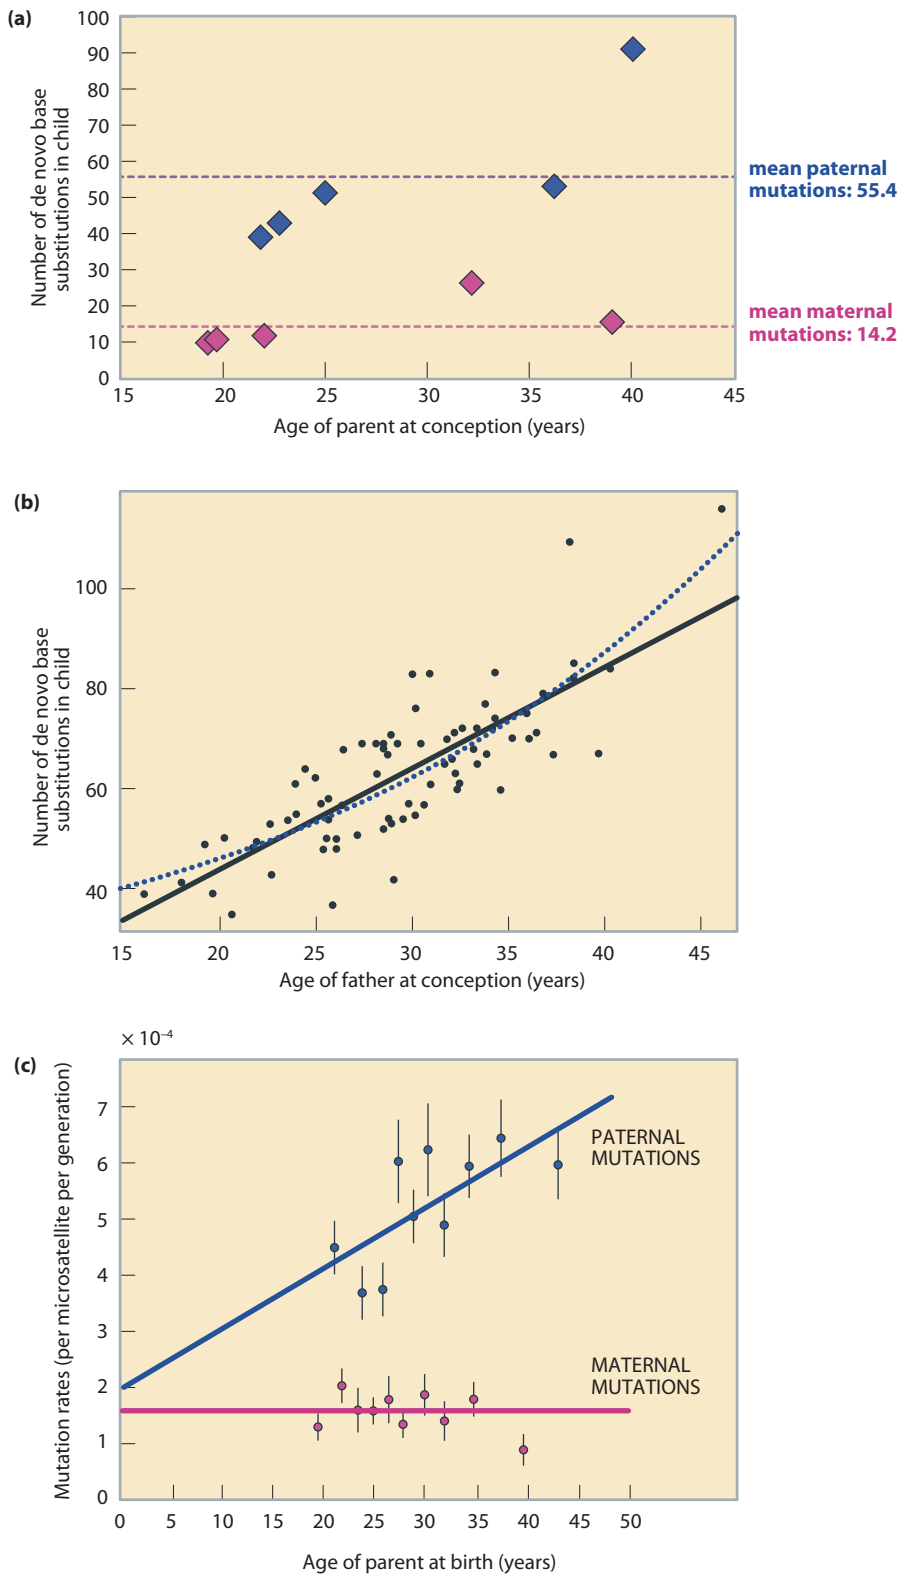 (a)
100
90
80
70
60
50
40
30
20
10
0
Number of de novo base
substitutions in child
mean paternal
mutations: 55.4
mean maternal
mutations: 14.2
15 20 25 30 35 40 45
Age of parent at conception (years)
(b)
100
80
60
40
Number of de novo base
substitutions in child
15 20 25 30 35 40 45
Age of father at conception (years)
× 10⁻⁴
(c)
7
6
5
4
3
2
1
0
Mutation rates (per microsatellite per generation)
PATERNAL
MUTATIONS
MATERNAL
MUTATIONS
0 5 10 15 20 25 30 35 40 45 50
Age of parent at birth (years)